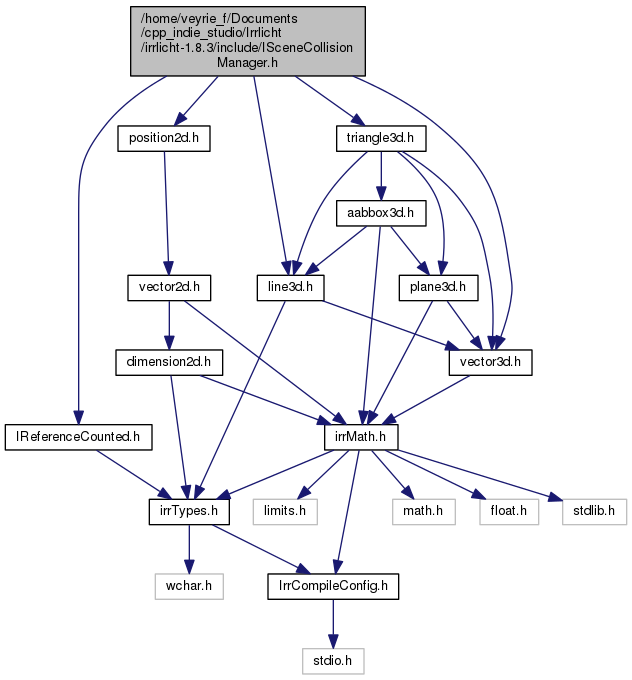 /home/veyrie_f/Documents
/cpp_indie_studio/Irrlicht
/irrlicht-1.8.3/include/ISceneCollision
Manager.h
position2d.h
triangle3d.h
aabbox3d.h
vector2d.h
line3d.h
plane3d.h
dimension2d.h
vector3d.h
IReferenceCounted.h
irrMath.h
irrTypes.h
limits.h
math.h
float.h
stdlib.h
wchar.h
IrrCompileConfig.h
stdio.h